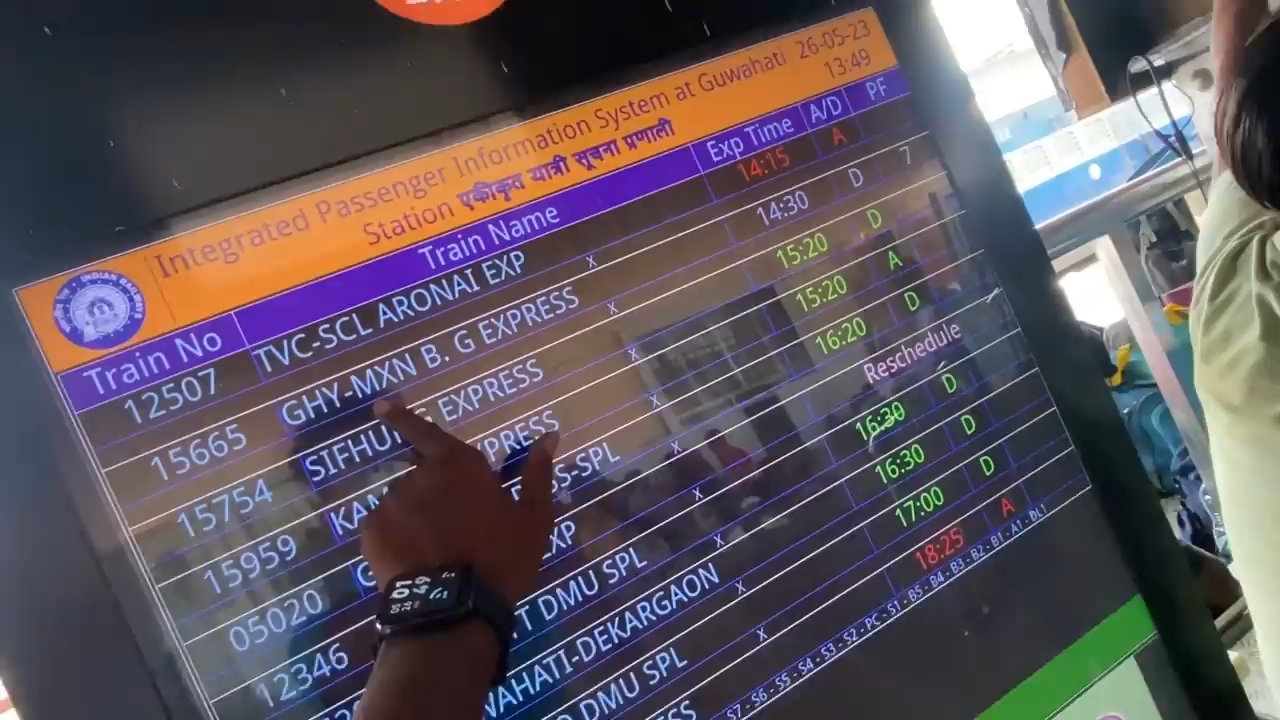 Integrated Passenger Information System at Guwahati 26-05-23
Station एकीकृत यात्री सूचना प्रणाली 13:49
Train No Train Name Exp Time A/D PF
12507 TVC-SCL ARONAI EXP x 14:15 A
15665 GHY-MXN B. G EXPRESS x 14:30 D 7
15754 EXPRESS x 15:20 D
15959 x 15:20 A
05020 SS-SPL x 16:20 D
12346 EXP x Reschedule
16:30 D
T DMU SPL x 16:30 D
WAHATI-DEKARGAON x 17:00 D
DMU SPL x 18:25 A
S7-S6-S5-S4-S3-S2-PC-S1-B5-B4-B3-B2-B1-A1-DL1